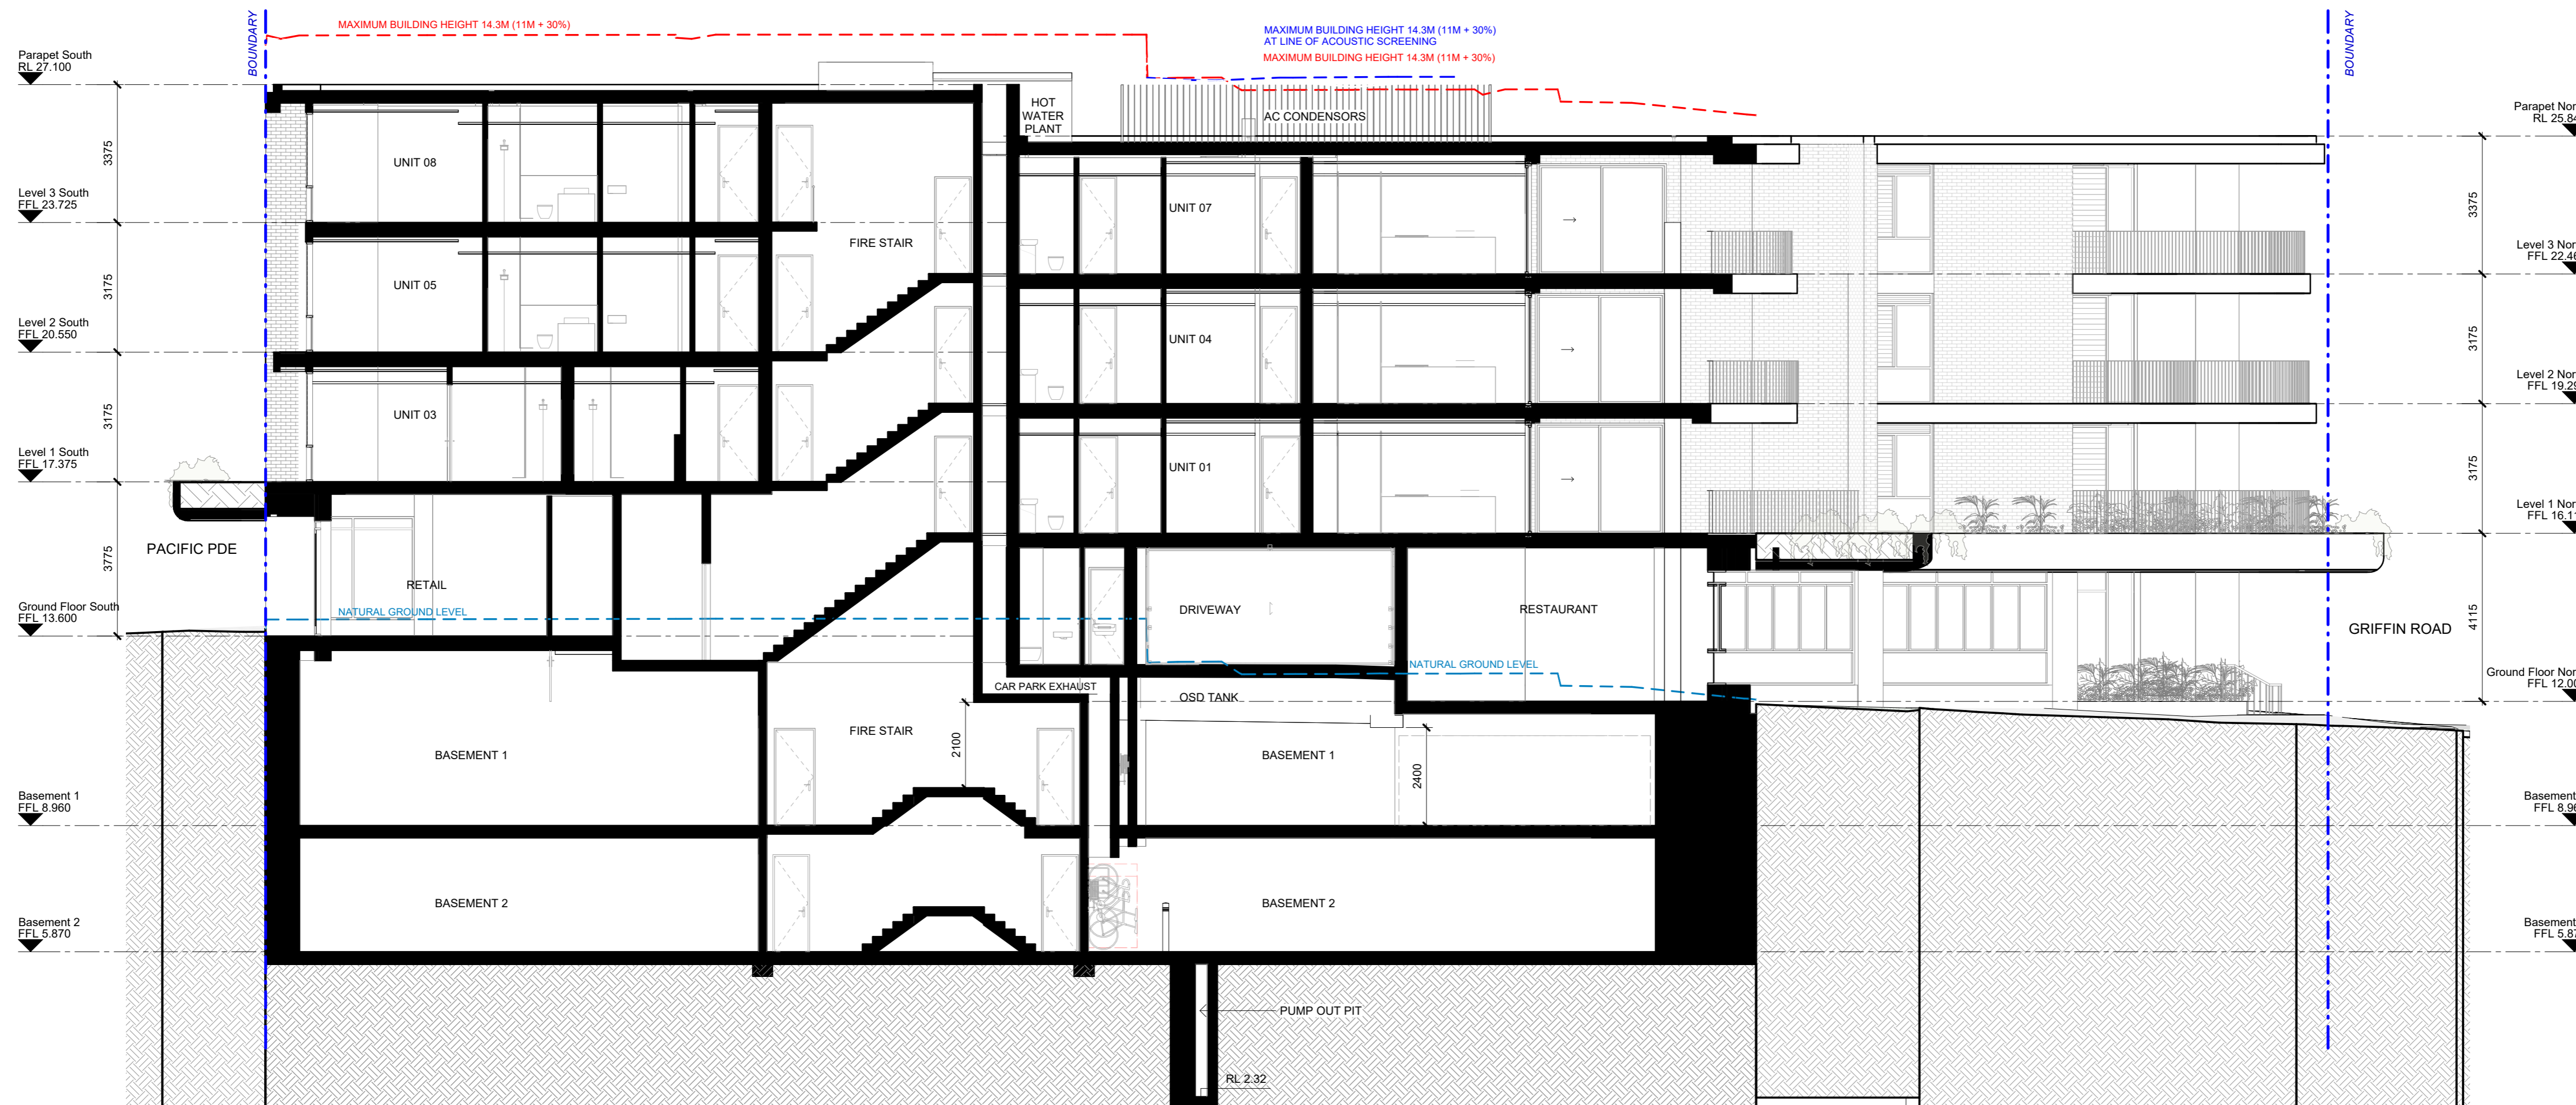 MAXIMUM BUILDING HEIGHT 14.3M (11M + 30%)
BOUNDARY
MAXIMUM BUILDING HEIGHT 14.3M (11M + 30%)
AT LINE OF ACOUSTIC SCREENING
MAXIMUM BUILDING HEIGHT 14.3M (11M + 30%)
BOUNDARY
Parapet South
RL 27.100
Parapet Nor
RL 25.84
HOT
WATER
PLANT
AC CONDENSORS
3375
UNIT 08
Level 3 South
FFL 23.725
FIRE STAIR
UNIT 07
3375
Level 3 Nor
FFL 22.46
3175
UNIT 05
Level 2 South
FFL 20.550
UNIT 04
3175
Level 2 Nor
FFL 19.29
3175
UNIT 03
Level 1 South
FFL 17.375
UNIT 01
3175
Level 1 Nor
FFL 16.11
PACIFIC PDE
3775
RETAIL
NATURAL GROUND LEVEL
Ground Floor South
FFL 13.600
DRIVEWAY
RESTAURANT
GRIFFIN ROAD
4115
NATURAL GROUND LEVEL
CAR PARK EXHAUST
OSD TANK
Ground Floor Nor
FFL 12.00
FIRE STAIR
2100
BASEMENT 1
BASEMENT 1
2400
Basement 1
FFL 8.960
Basement
FFL 8.96
BASEMENT 2
BASEMENT 2
Basement 2
FFL 5.870
Basement
FFL 5.87
PUMP OUT PIT
RL 2.32